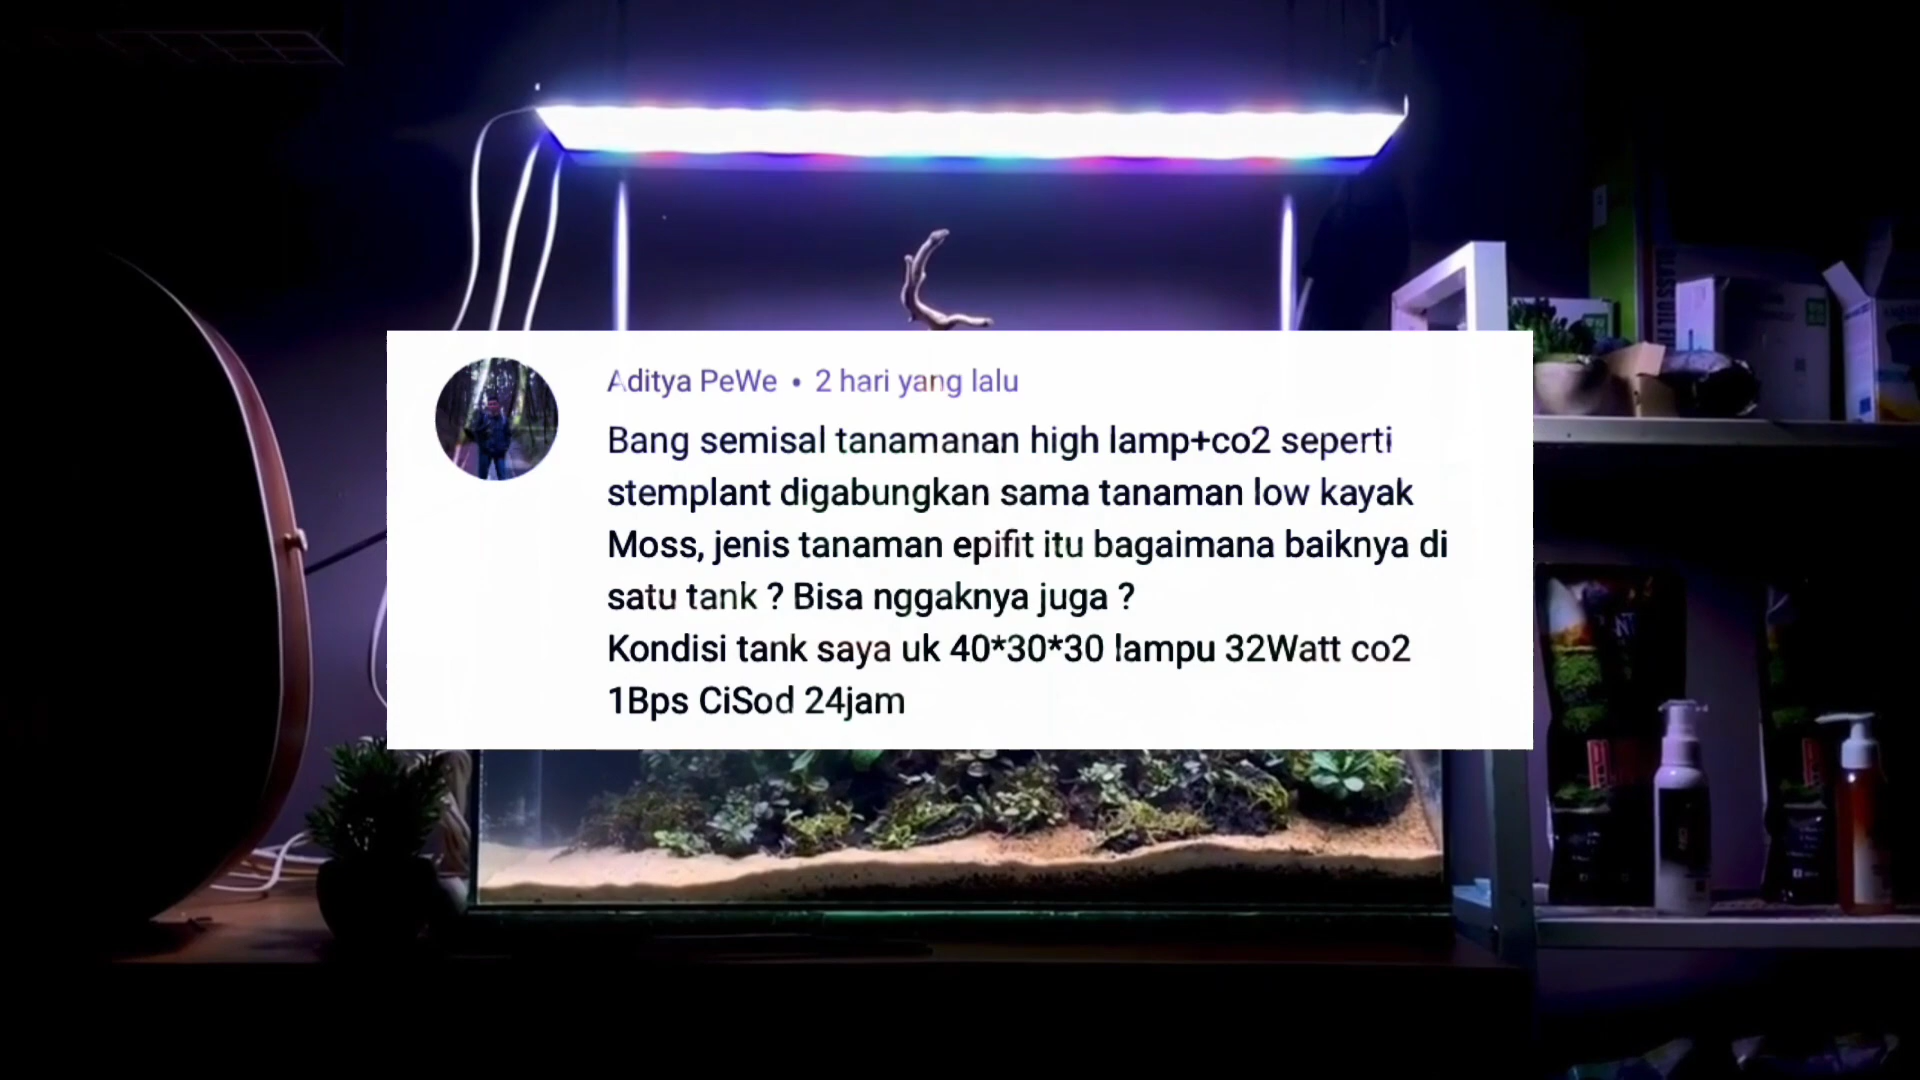 Aditya PeWe • 2 hari yang lalu
Bang semisal tanamanan high lamp+co2 seperti
stemplant digabungkan sama tanaman low kayak
Moss, jenis tanaman epifit itu bagaimana baiknya di
satu tank ? Bisa nggaknya juga ?
Kondisi tank saya uk 40*30*30 lampu 32Watt co2
1Bps CiSod 24jam